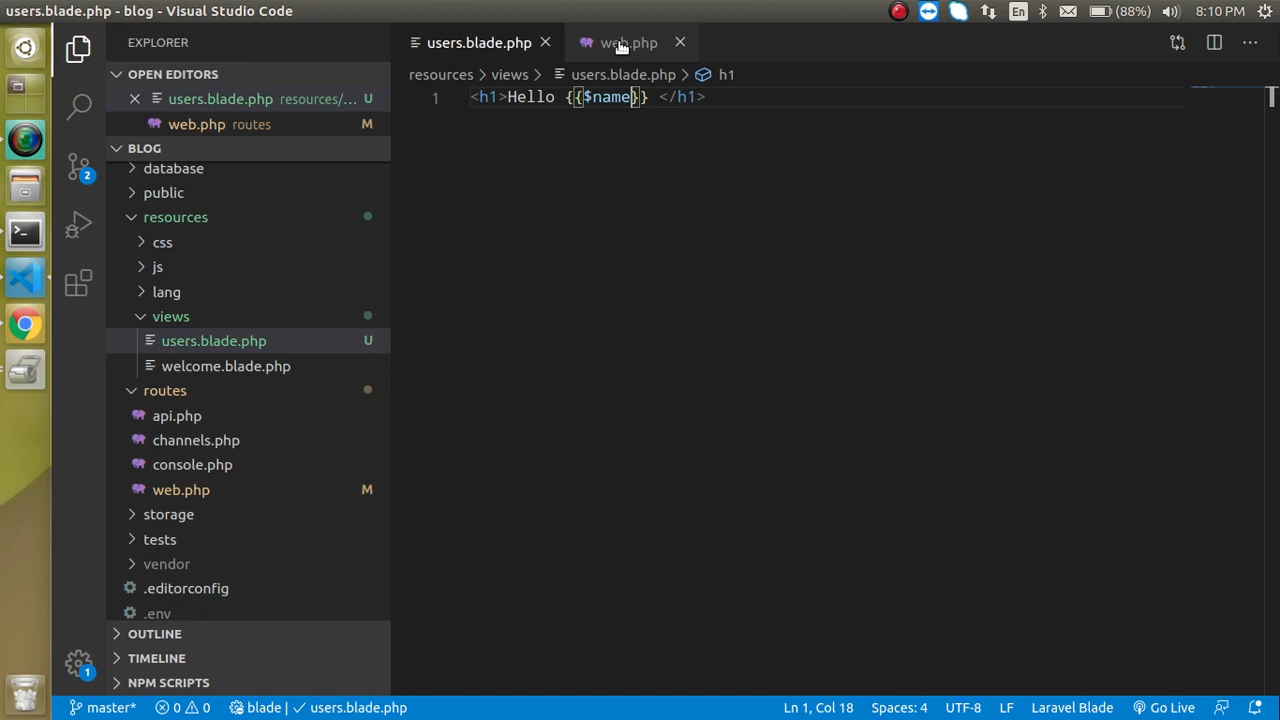 users.blade.php - blog - Visual Studio Code
En
(88%)
8:10 PM
EXPLORER
users.blade.php
web.php
OPEN EDITORS
resources > views > users.blade.php > h1
users.blade.php resources/... U
1 <h1>Hello {{$name}} </h1>
web.php routes M
BLOG
database
public
resources
css
js
lang
views
users.blade.php U
welcome.blade.php
routes
api.php
channels.php
console.php
web.php M
storage
tests
vendor
.editorconfig
.env
OUTLINE
TIMELINE
NPM SCRIPTS
2
1
master* 0 0 blade | ✓ users.blade.php Ln 1, Col 18 Spaces: 4 UTF-8 LF Laravel Blade Go Live